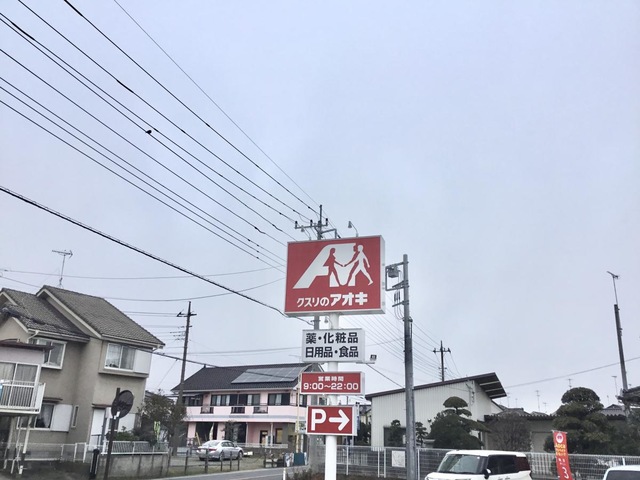 クスリのアオキ
薬・化粧品
日用品・食品
営業時間
9:00~22:00
P